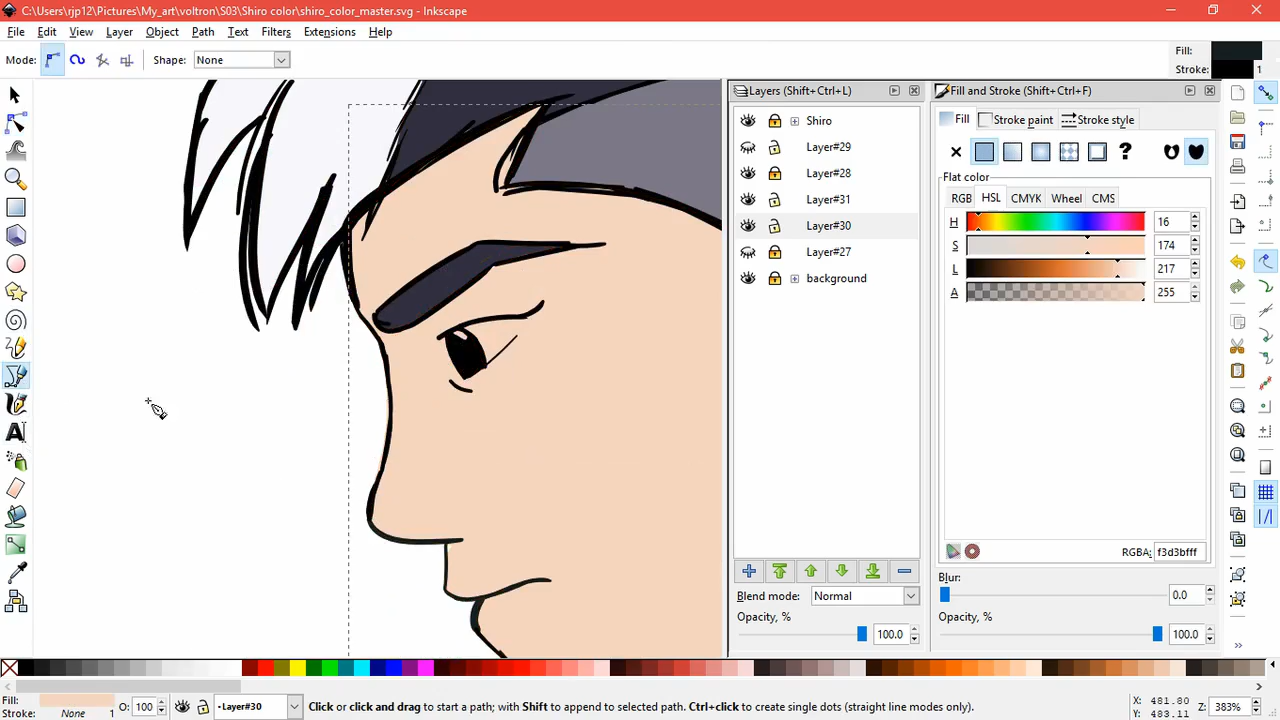 C:\Users\rjp12\Pictures\My_art\voltron\S03\Shiro color\shiro_color_master.svg - Inkscape
File Edit View Layer Object Path Text Filters Extensions Help
Mode: Shape: None
Fill:
Stroke: 1
Layers (Shift+Ctrl+L)
Shiro
Layer#29
Layer#28
Layer#31
Layer#30
Layer#27
background
Blend mode: Normal
Opacity, % 
100.0
Fill and Stroke (Shift+Ctrl+F)
Fill Stroke paint Stroke style
?
Flat color
RGB HSL CMYK Wheel CMS
H 16
S 174
L 217
A 255
RGBA: f3d3bfff
Blur:
0.0
Opacity, %
100.0
Fill:
Stroke: None 1
O: 100
•Layer#30
Click or click and drag to start a path; with Shift to append to selected path. Ctrl+click to create single dots (straight line modes only).
X: 481.80
Y: 483.11
Z: 383%